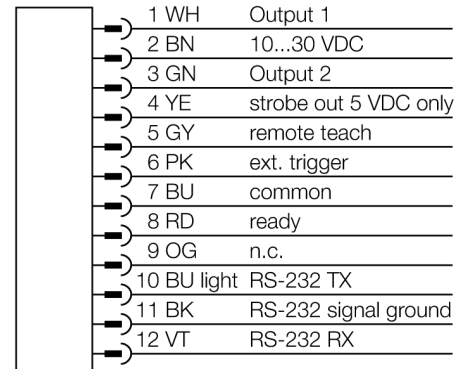 1 WH Output 1
2 BN 10...30 VDC
3 GN Output 2
4 YE strobe out 5 VDC only
5 GY remote teach
6 PK ext. trigger
7 BU common
8 RD ready
9 OG n.c.
10 BU light RS-232 TX
11 BK RS-232 signal ground
12 VT RS-232 RX